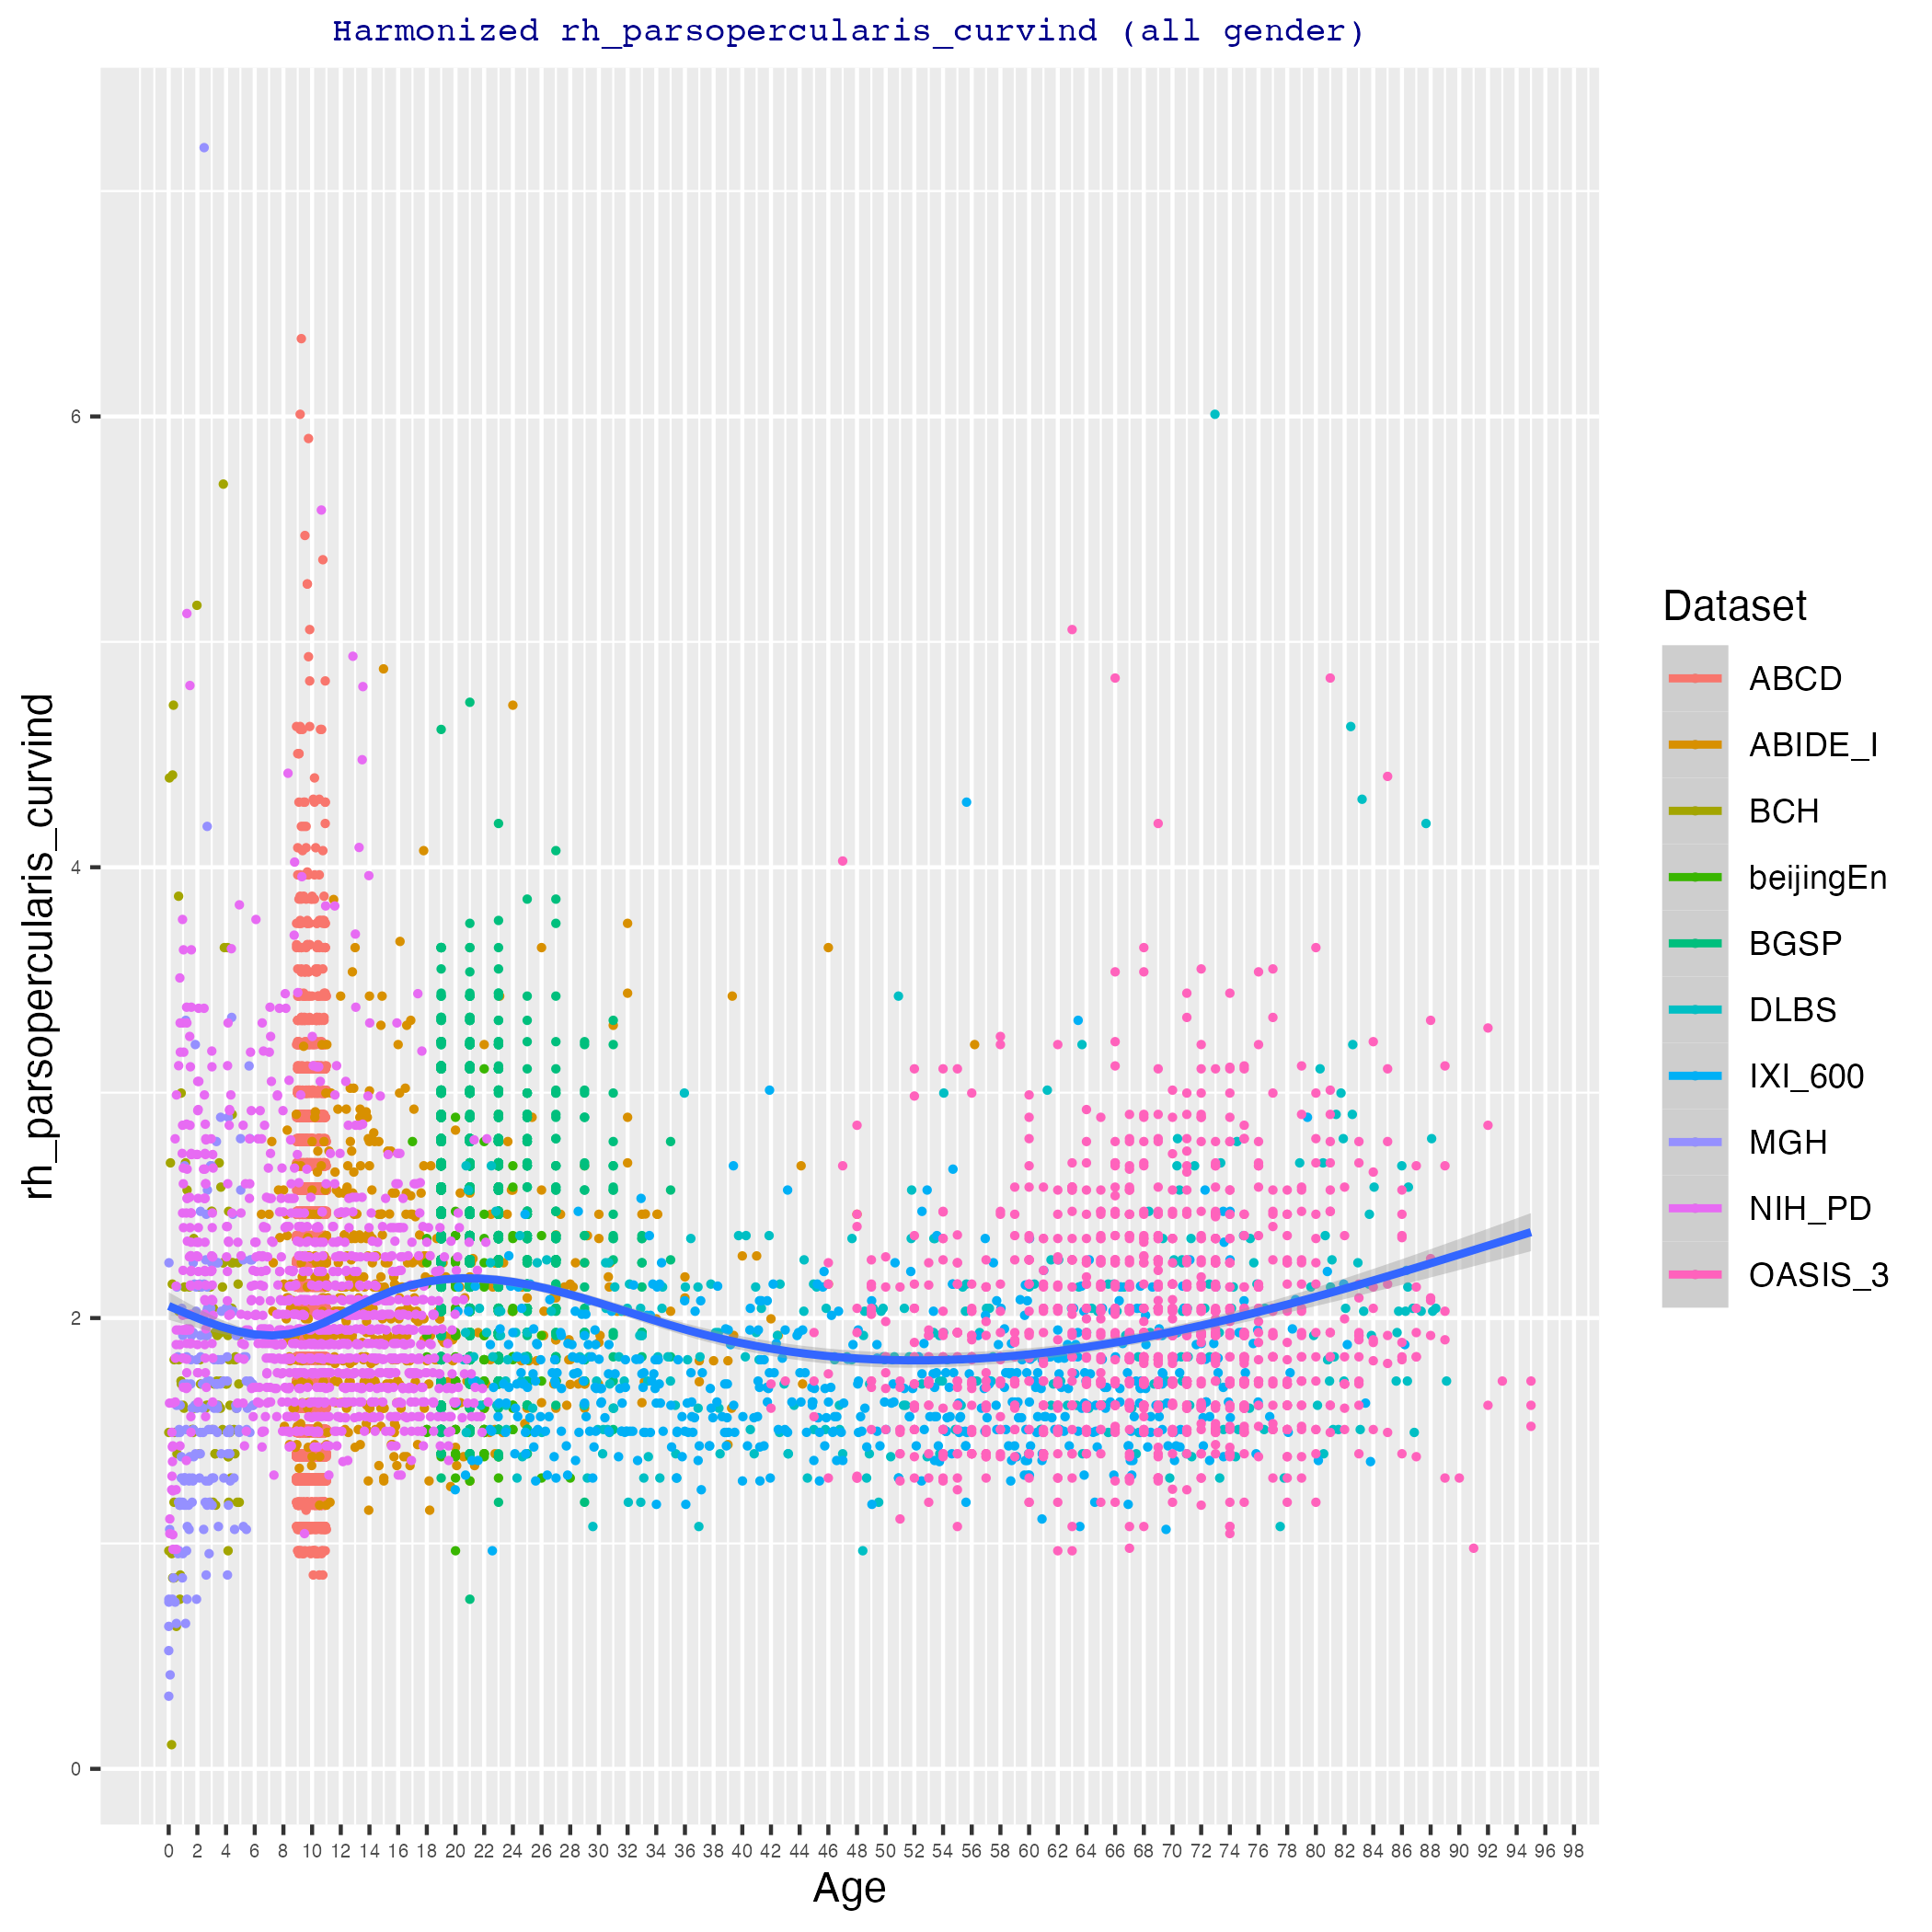 Harmonized rh_parsopercularis_curvind (all gender)
rh_parsopercularis_curvind
6
4
2
0
0 2 4 6 8 10 12 14 16 18 20 22 24 26 28 30 32 34 36 38 40 42 44 46 48 50 52 54 56 58 60 62 64 66 68 70 72 74 76 78 80 82 84 86 88 90 92 94 96 98
Age
Dataset
ABCD
ABIDE_I
BCH
beijingEn
BGSP
DLBS
IXI_600
MGH
NIH_PD
OASIS_3